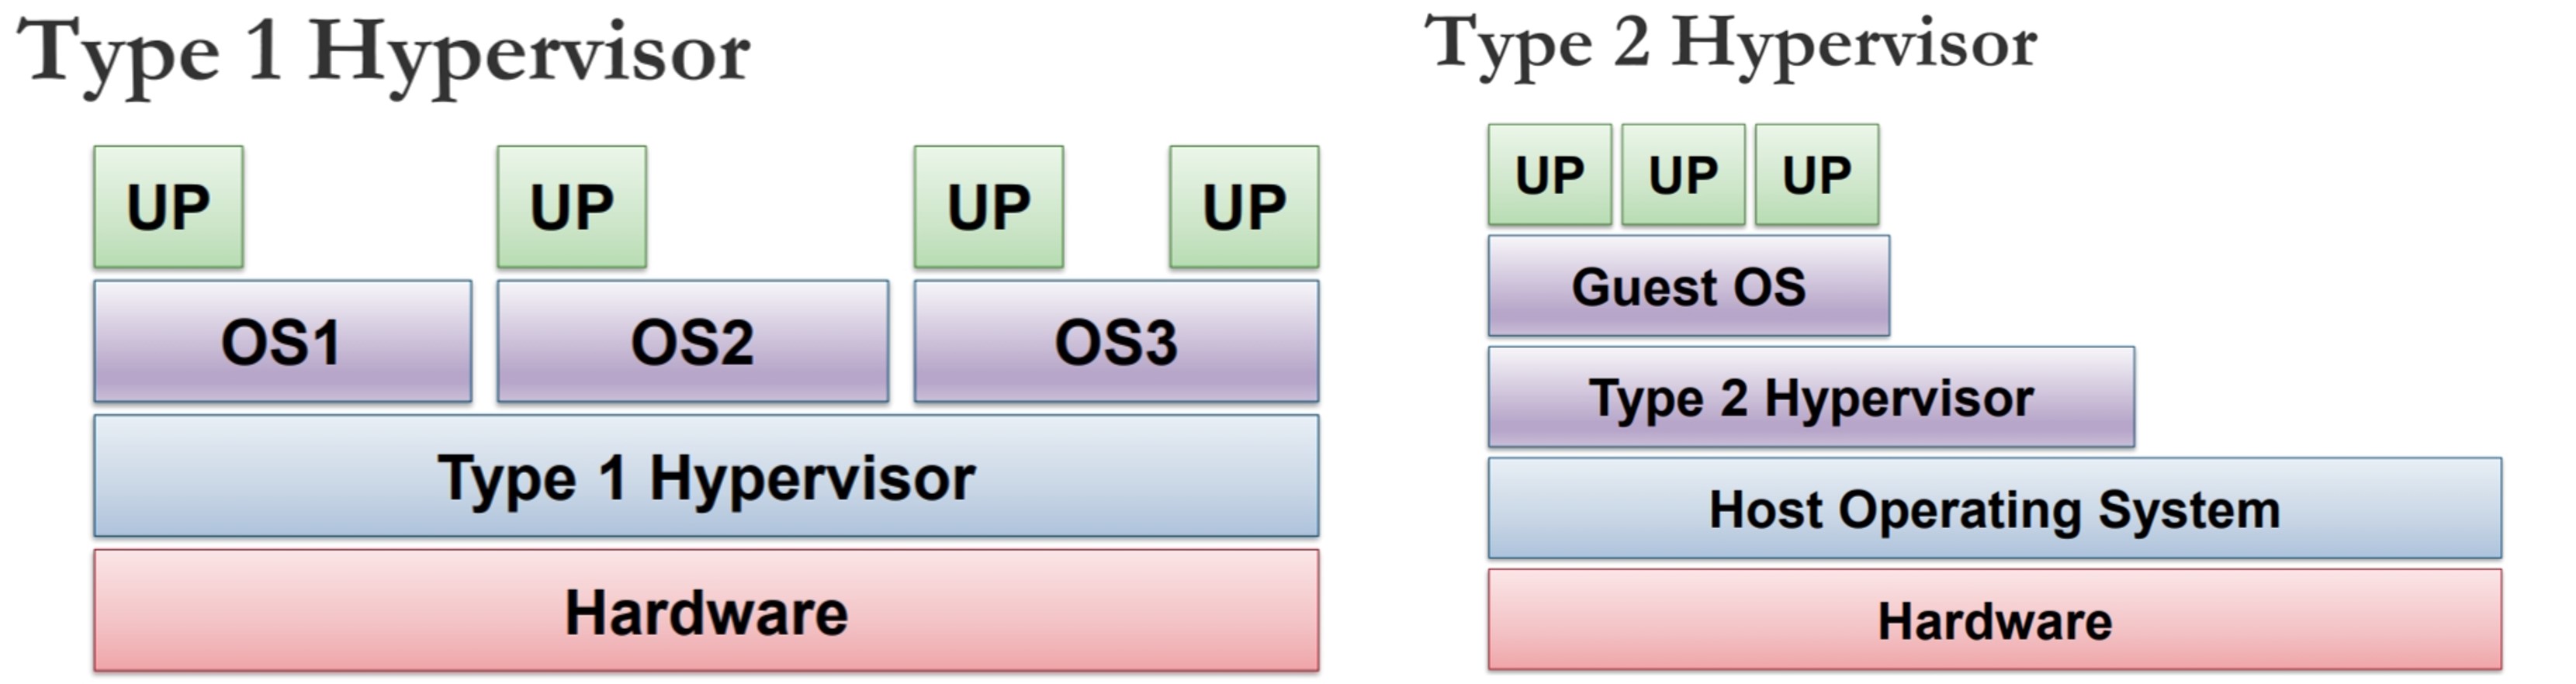 Type 1 Hypervisor
UP UP UP UP
OS1 OS2 OS3
Type 1 Hypervisor
Hardware
Type 2 Hypervisor
UP UP UP
Guest OS
Type 2 Hypervisor
Host Operating System
Hardware